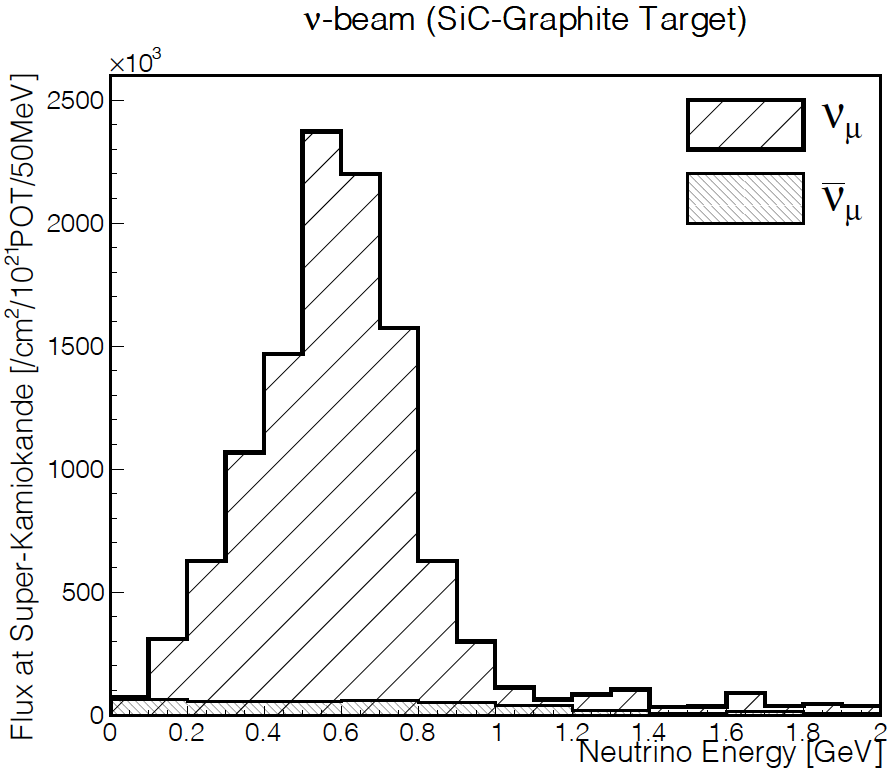 ν-beam (SiC-Graphite Target)
×10³
Flux at Super-Kamiokande [/cm²/10²¹POT/50MeV]
2500
2000
1500
1000
500
0
νμ
ν̄μ
0 0.2 0.4 0.6 0.8 1 1.2 1.4 1.6 1.8 2
Neutrino Energy [GeV]